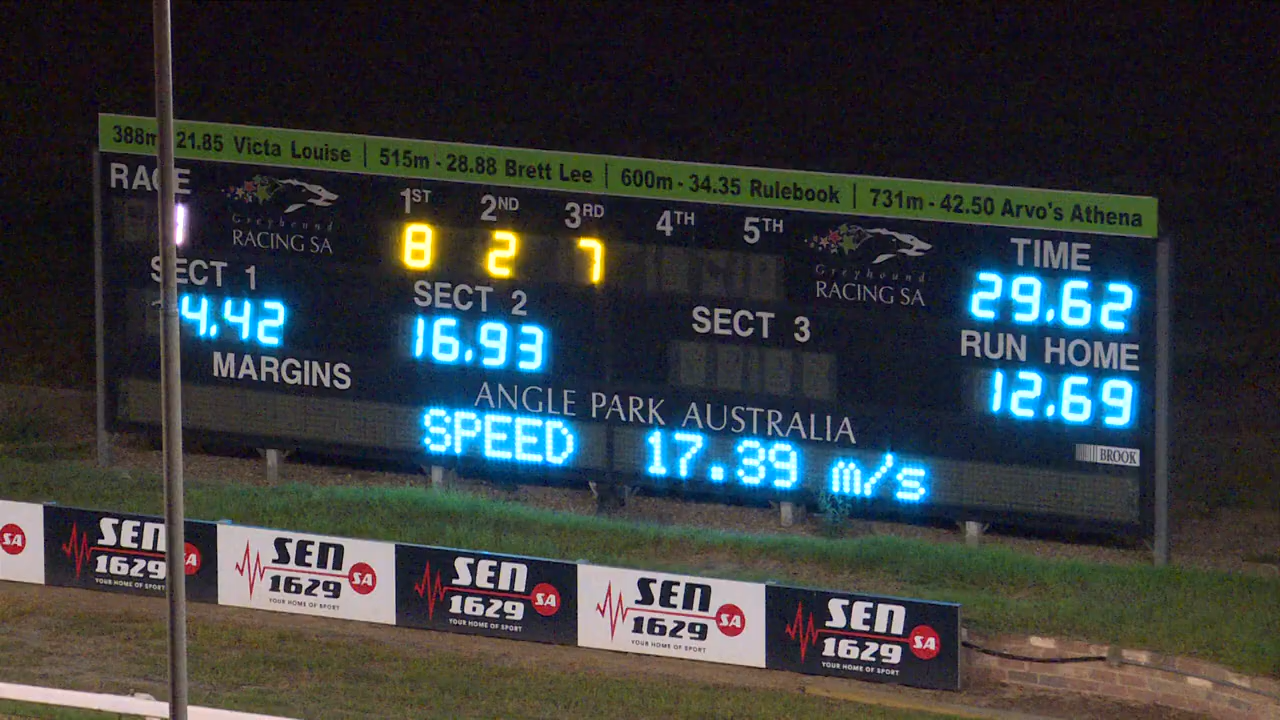 388m 21.85 Victa Louise | 515m - 28.88 Brett Lee | 600m - 34.35 Rulebook | 731m - 42.50 Arvo's Athena
RACE
1
Greyhound
RACING SA
1ST 2ND 3RD 4TH 5TH
8 2 7
Greyhound
RACING SA
TIME
29.62
SECT 1
4.42
SECT 2
16.93
SECT 3
RUN HOME
12.69
MARGINS
ANGLE PARK AUSTRALIA
SPEED 17.39 m/s
BROOK
SA
SEN
1629
SA
YOUR HOME OF SPORT
SEN
1629
SA
YOUR HOME OF SPORT
SEN
1629
SA
YOUR HOME OF SPORT
SEN
1629
SA
YOUR HOME OF SPORT
SEN
1629
SA
YOUR HOME OF SPORT